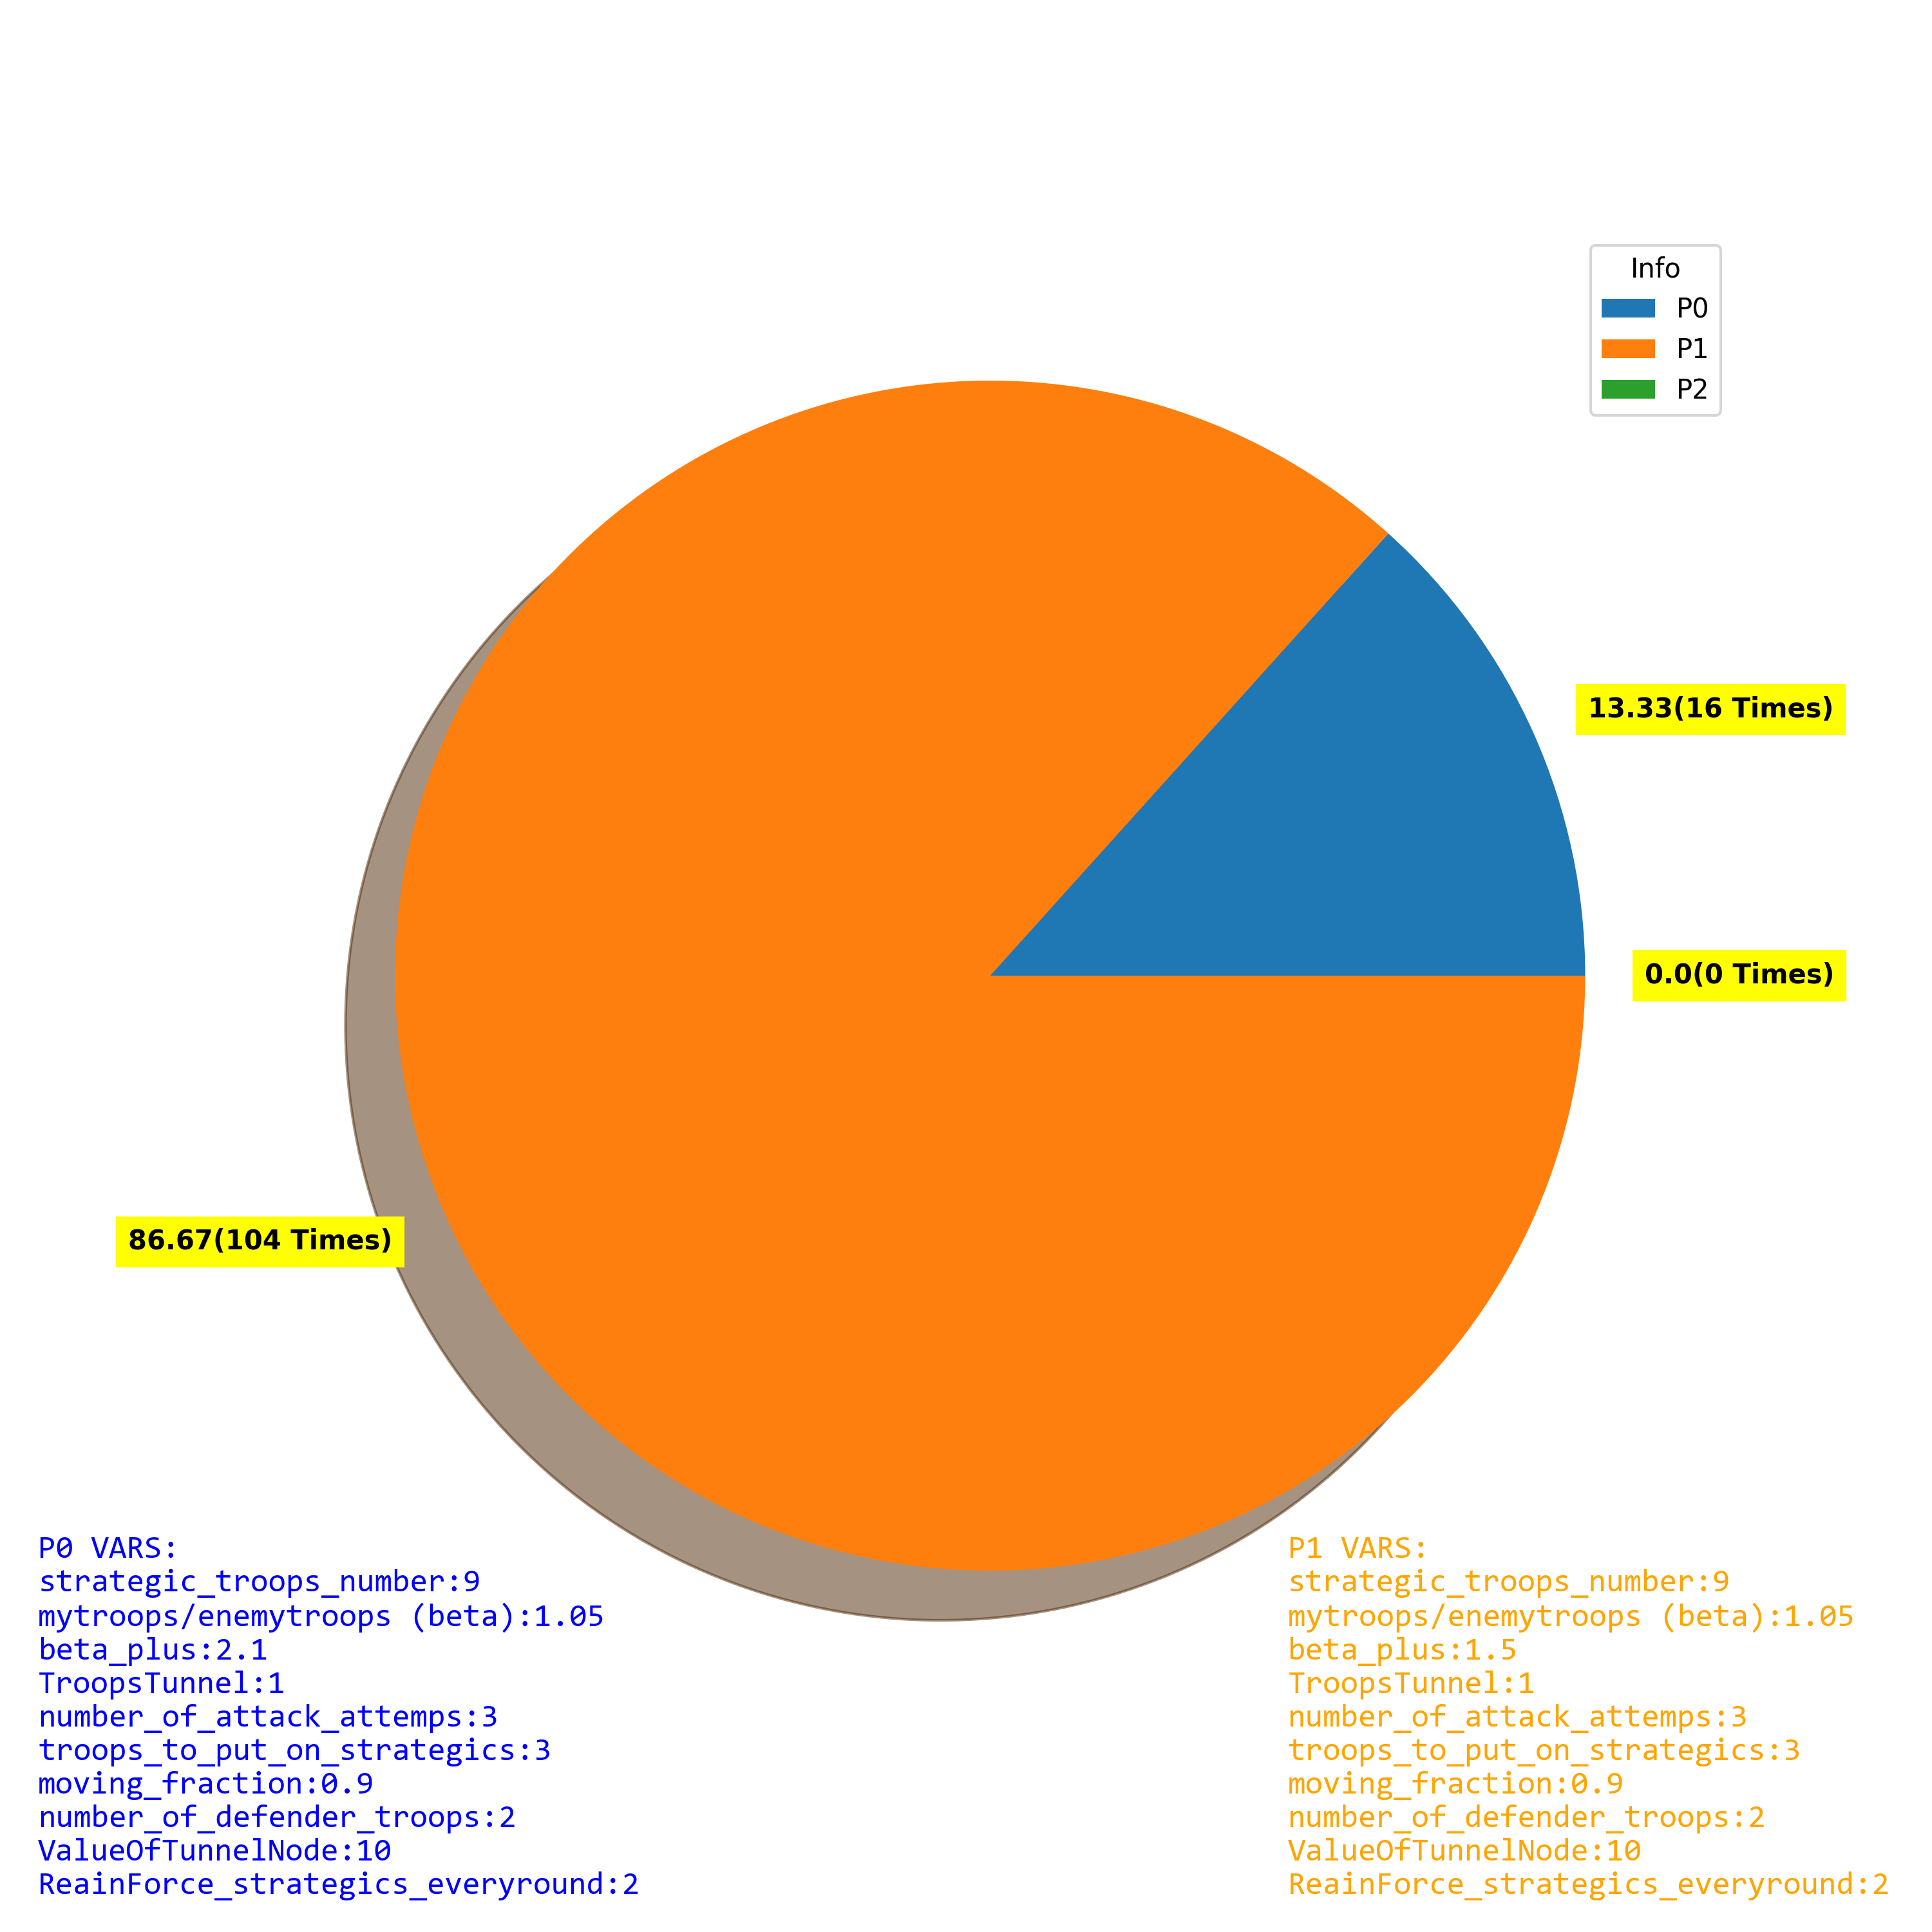 Info
P0
P1
P2
13.33(16 Times)
0.0(0 Times)
86.67(104 Times)
P0 VARS:
strategic_troops_number:9
mytroops/enemytroops (beta):1.05
beta_plus:2.1
TroopsTunnel:1
number_of_attack_attemps:3
troops_to_put_on_strategics:3
moving_fraction:0.9
number_of_defender_troops:2
ValueOfTunnelNode:10
ReainForce_strategics_everyround:2
P1 VARS:
strategic_troops_number:9
mytroops/enemytroops (beta):1.05
beta_plus:1.5
TroopsTunnel:1
number_of_attack_attemps:3
troops_to_put_on_strategics:3
moving_fraction:0.9
number_of_defender_troops:2
ValueOfTunnelNode:10
ReainForce_strategics_everyround:2